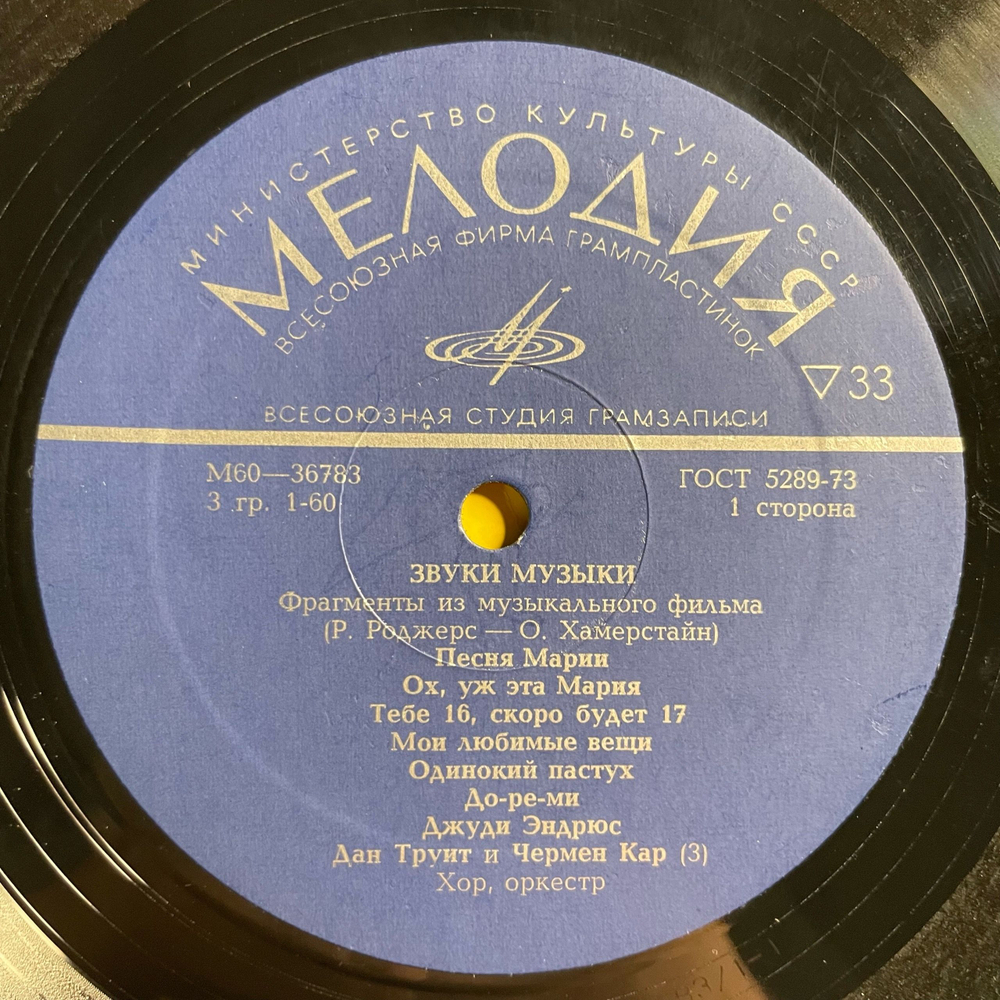 МИНИСТЕРСТВО КУЛЬТУРЫ СССР
МЕЛОДИЯ
ВСЕСОЮЗНАЯ ФИРМА ГРАМПЛАСТИНОК
33
ВСЕСОЮЗНАЯ СТУДИЯ ГРАМЗАПИСИ
М60—36783
ГОСТ 5289-73
3 гр. 1-60
1 сторона
ЗВУКИ МУЗЫКИ
Фрагменты из музыкального фильма
(Р. Роджерс — О. Хамерстайн)
Песня Марии
Ох, уж эта Мария
Тебе 16, скоро будет 17
Мои любимые вещи
Одинокий пастух
До-ре-ми
Джуди Эндрюс
Дан Труит и Чермен Кар (3)
Хор, оркестр